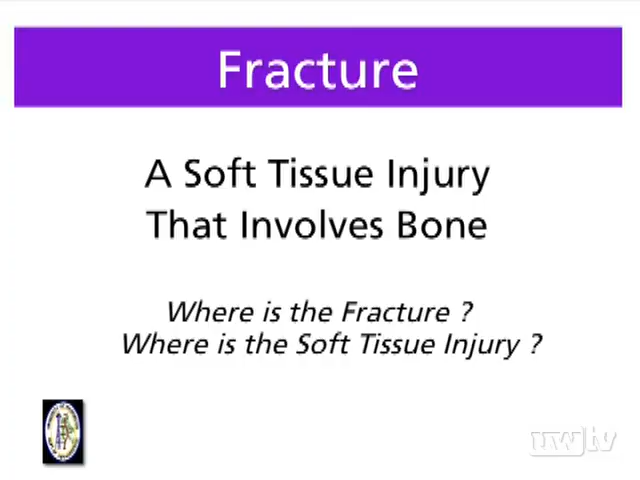 Fracture
A Soft Tissue Injury
That Involves Bone
Where is the Fracture ?
Where is the Soft Tissue Injury ?
uwtv